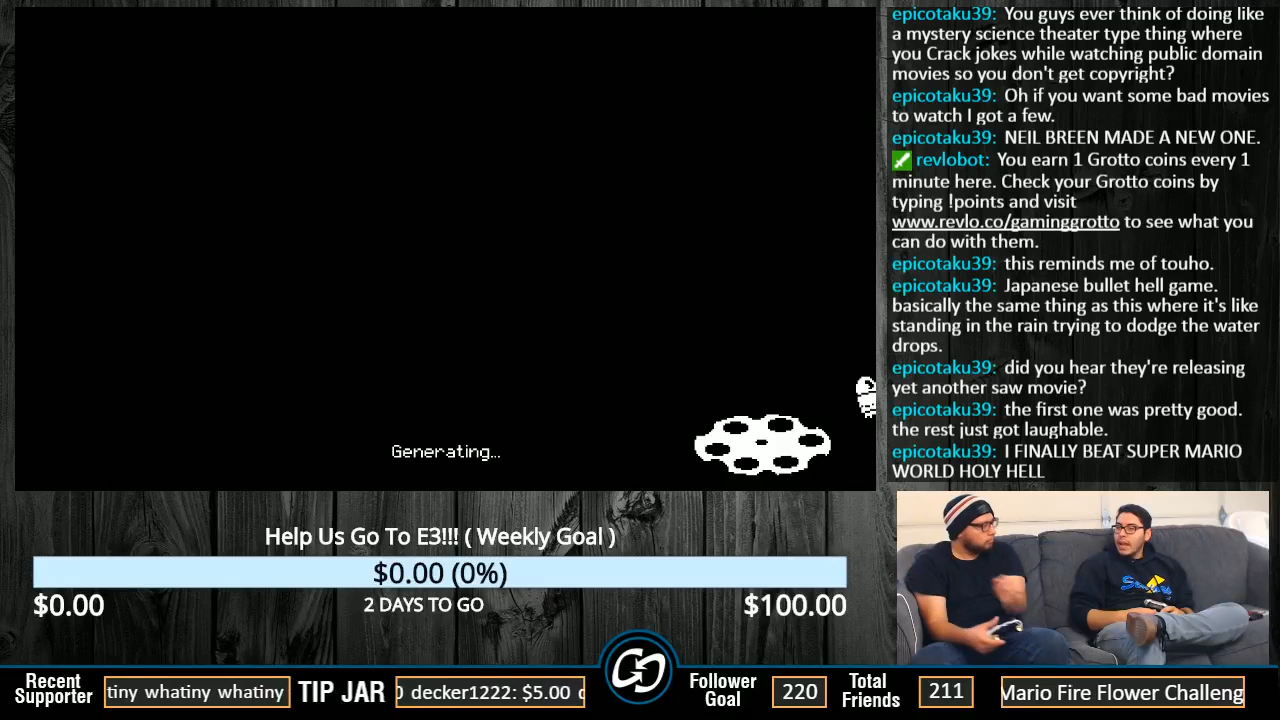 epicotaku39: You guys ever think of doing like
a mystery science theater type thing where
you Crack jokes while watching public domain
movies so you don't get copyright?
epicotaku39: Oh if you want some bad movies
to watch I got a few.
epicotaku39: NEIL BREEN MADE A NEW ONE.
revlobot: You earn 1 Grotto coins every 1
minute here. Check your Grotto coins by
typing !points and visit
www.revlo.co/gaminggrotto to see what you
can do with them.
epicotaku39: this reminds me of touho.
epicotaku39: Japanese bullet hell game.
basically the same thing as this where it's like
standing in the rain trying to dodge the water
drops.
epicotaku39: did you hear they're releasing
yet another saw movie?
epicotaku39: the first one was pretty good.
the rest just got laughable.
epicotaku39: I FINALLY BEAT SUPER MARIO
WORLD HOLY HELL
Generating...
Help Us Go To E3!!! ( Weekly Goal )
$0.00 (0%)
$0.00
2 DAYS TO GO
$100.00
Recent
Supporter
tiny whatiny whatiny
TIP JAR
decker1222: $5.00
Follower
Goal
220
Total
Friends
211
Mario Fire Flower Challeng